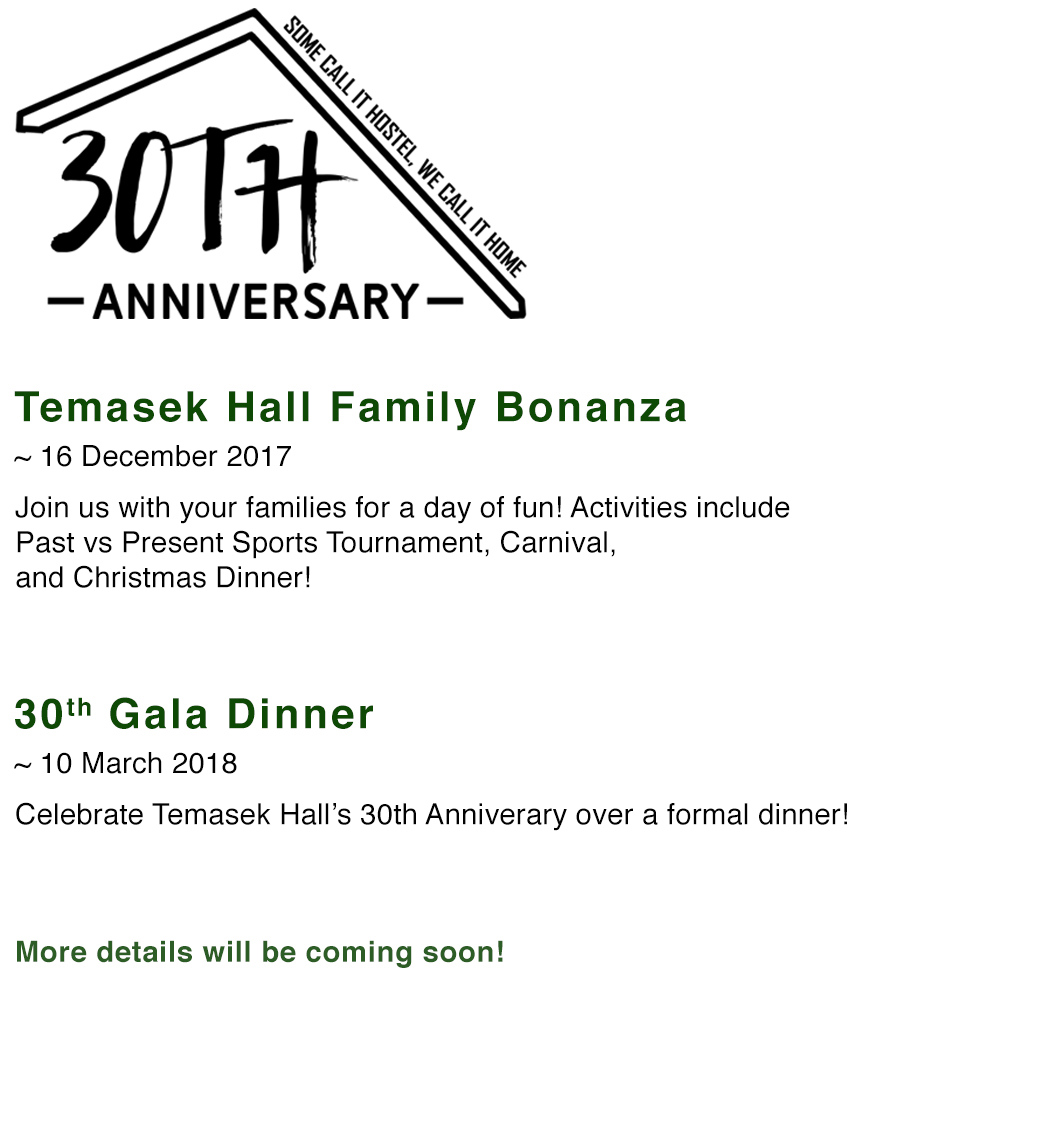 SOME CALL IT HOSTEL, WE CALL IT HOME
30TH
—ANNIVERSARY—
Temasek Hall Family Bonanza
~ 16 December 2017
Join us with your families for a day of fun! Activities include
Past vs Present Sports Tournament, Carnival,
and Christmas Dinner!
30th Gala Dinner
~ 10 March 2018
Celebrate Temasek Hall’s 30th Anniverary over a formal dinner!
More details will be coming soon!